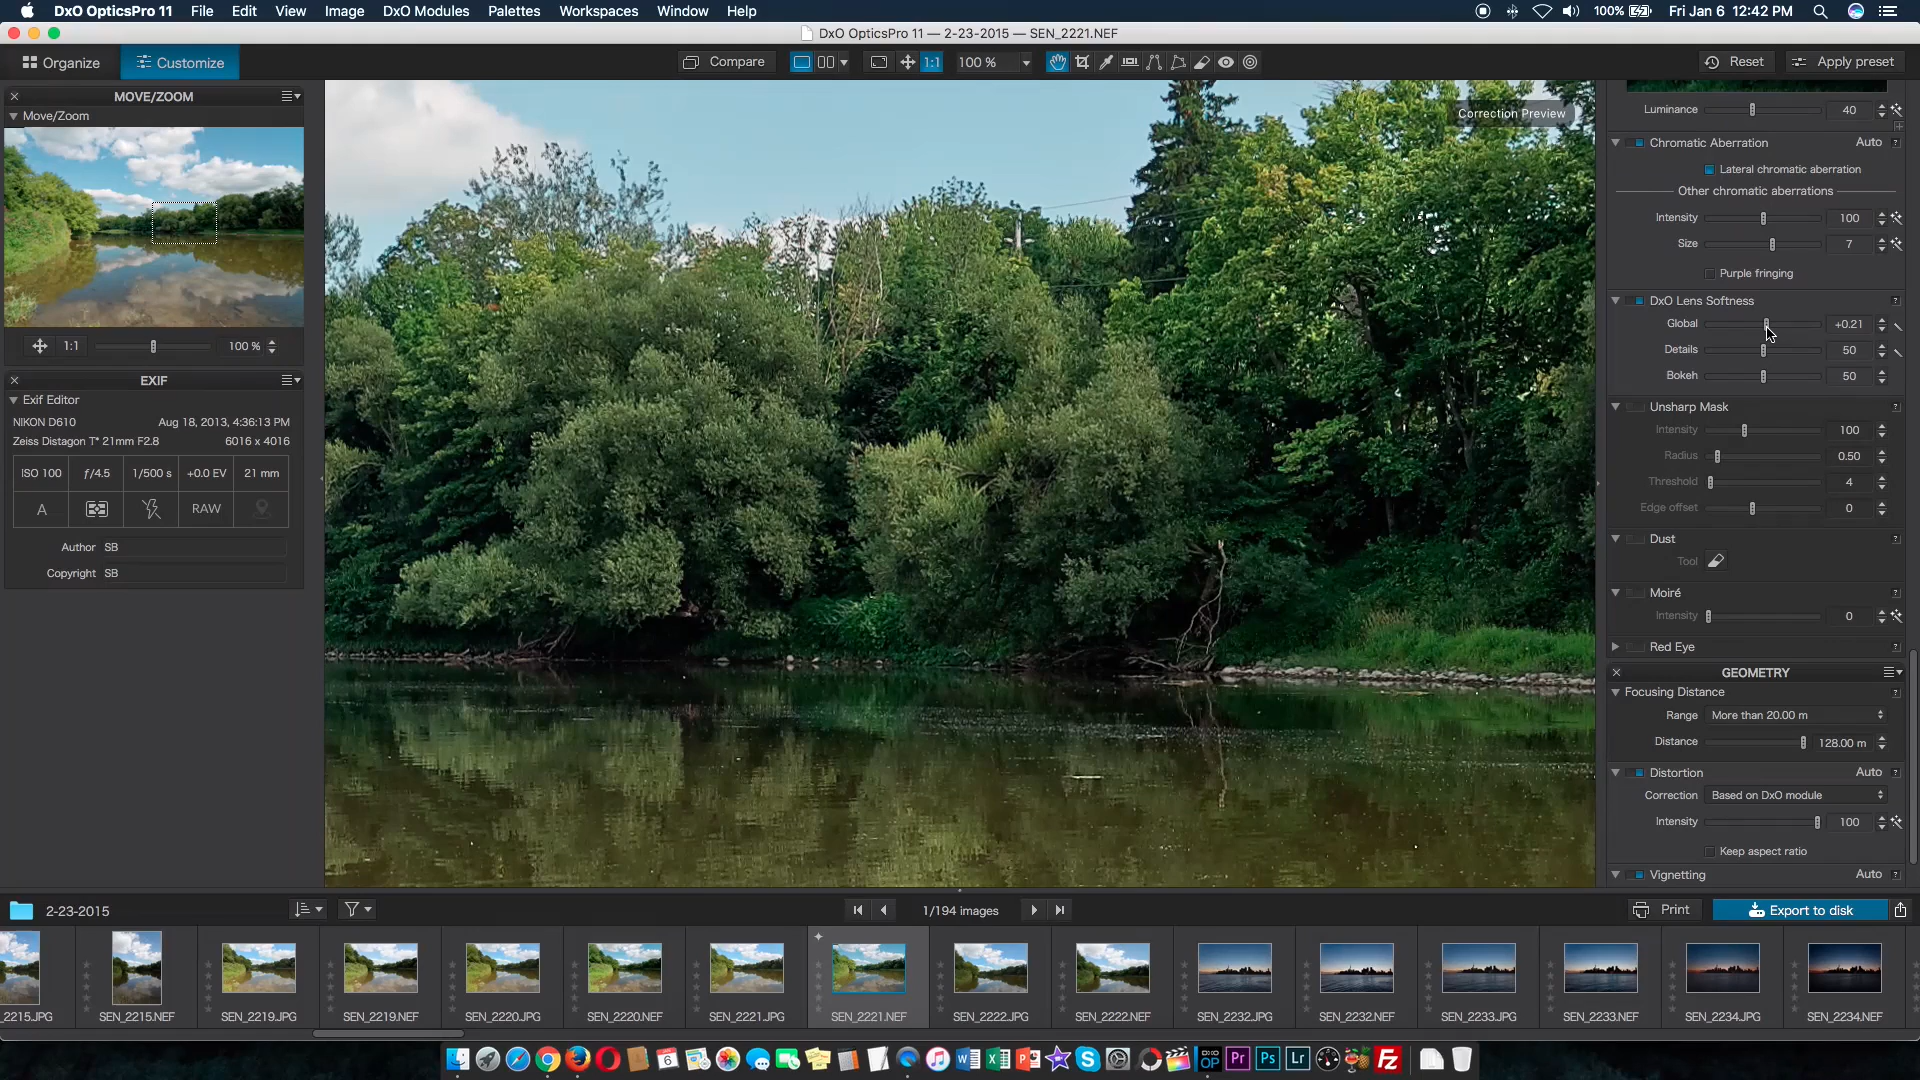 DxO OpticsPro 11 File Edit View Image DxO Modules Palettes Workspaces Window Help 100% Fri Jan 6 12:42 PM
DxO OpticsPro 11 — 2-23-2015 — SEN_2221.NEF
Organize Customize Compare 1:1 100 % Reset Apply preset
MOVE/ZOOM
Move/Zoom
1:1 100 %
EXIF
Exif Editor
NIKON D610 Aug 18, 2013, 4:36:13 PM
Zeiss Distagon T* 21mm F2.8 6016 x 4016
ISO 100 ƒ/4.5 1/500 s +0.0 EV 21 mm
A RAW
Author SB
Copyright SB
Correction Preview
Luminance 40
Chromatic Aberration Auto ?
Lateral chromatic aberration
Other chromatic aberrations
Intensity 100
Size 7
Purple fringing
DxO Lens Softness ?
Global +0.21
Details 50
Bokeh 50
Unsharp Mask ?
Intensity 100
Radius 0.50
Threshold 4
Edge offset 0
Dust ?
Tool
Moiré ?
Intensity 0
Red Eye ?
GEOMETRY
Focusing Distance ?
Range More than 20.00 m
Distance 128.00 m
Distortion Auto ?
Correction Based on DxO module
Intensity 100
Keep aspect ratio
Vignetting Auto ?
2-23-2015 1/194 images Print Export to disk
2215.JPG SEN_2215.NEF SEN_2219.JPG SEN_2219.NEF SEN_2220.JPG SEN_2220.NEF SEN_2221.JPG SEN_2221.NEF SEN_2222.JPG SEN_2222.NEF SEN_2232.JPG SEN_2232.NEF SEN_2233.JPG SEN_2233.NEF SEN_2234.JPG SEN_2234.NEF
6 W X P S OP Pr Ps Lr Fz